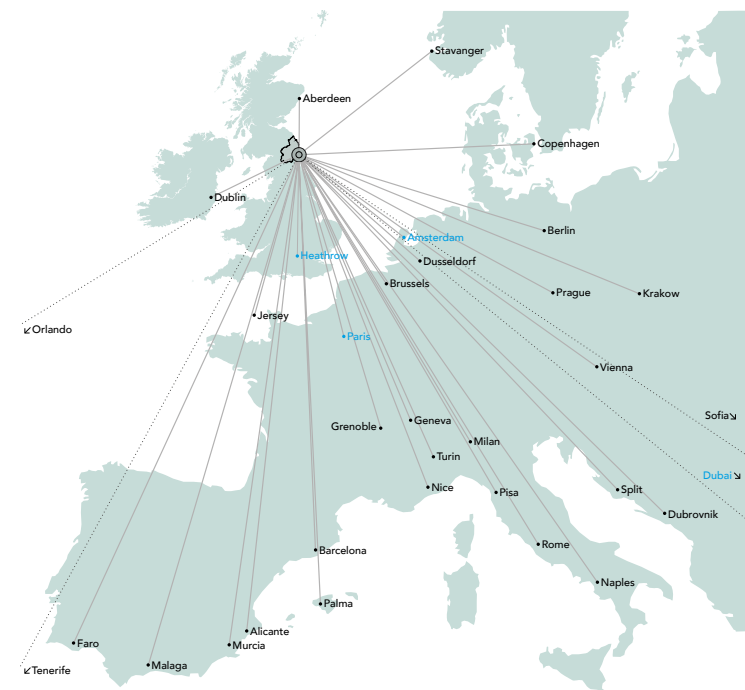 Stavanger
Aberdeen
Copenhagen
Dublin
Berlin
Amsterdam
Heathrow
Dusseldorf
Brussels
Prague
Krakow
Jersey
↙Orlando
Paris
Vienna
Sofia↘
Geneva
Grenoble
Milan
Turin
Dubai↘
Nice
Pisa
Split
Dubrovnik
Rome
Barcelona
Naples
Palma
Alicante
Faro
Murcia
Malaga
↙Tenerife